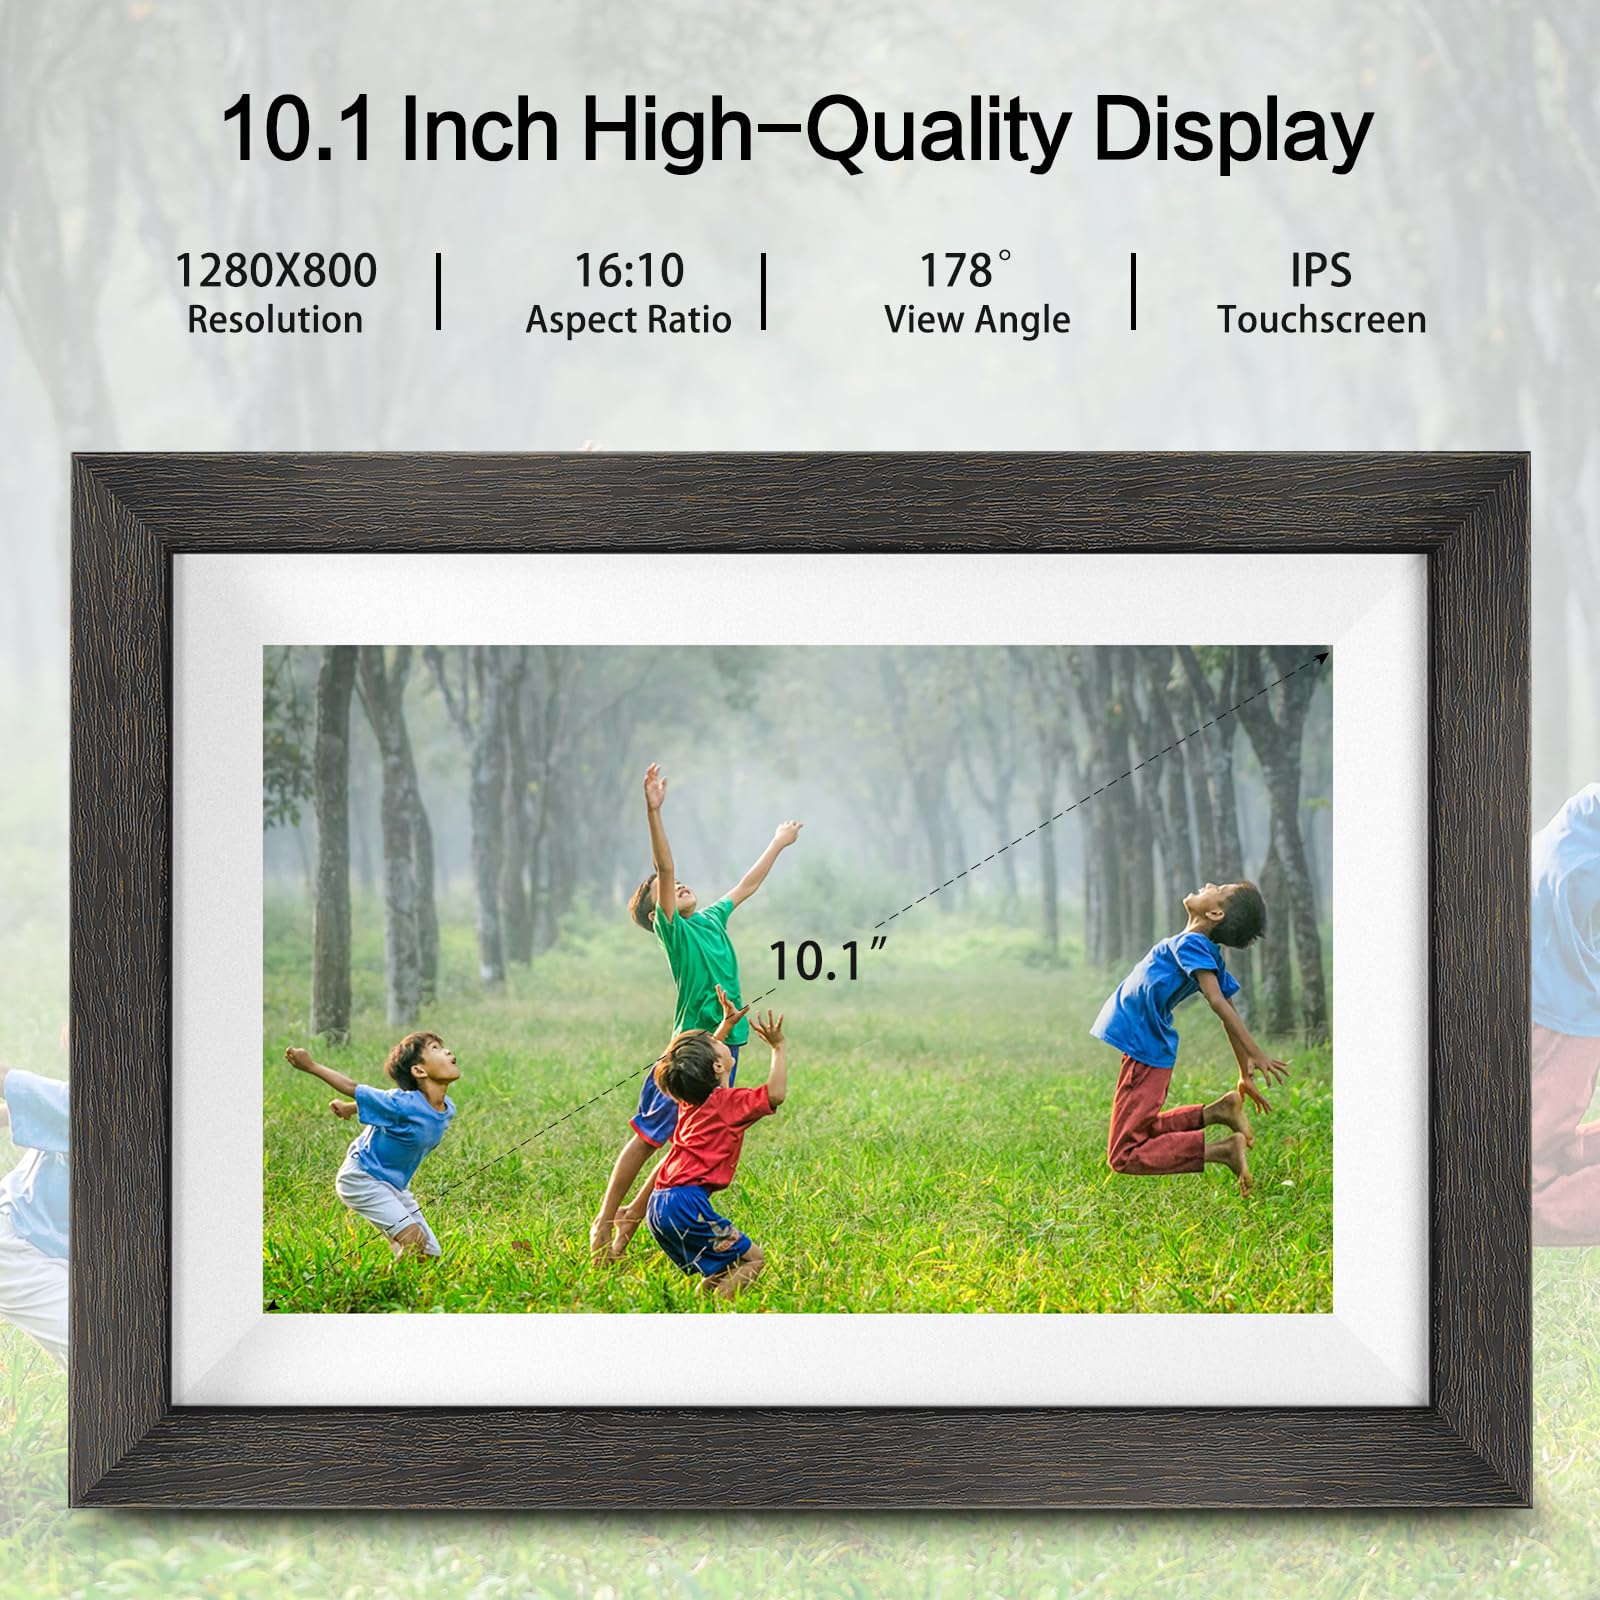 10.1 Inch High-Quality Display
1280X800 16:10 178° IPS
Resolution Aspect Ratio View Angle Touchscreen
10.1"